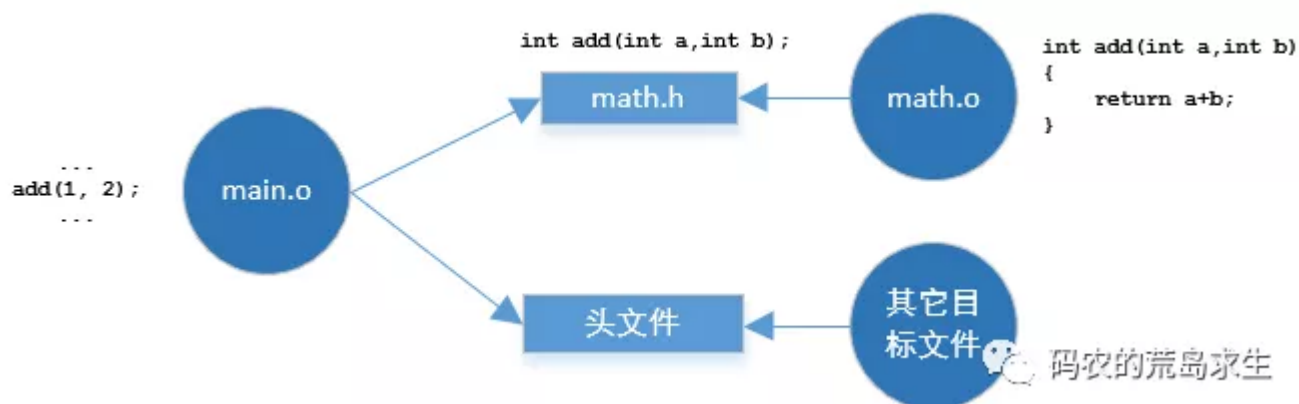 int add(int a,int b);
math.h
math.o
int add(int a,int b)
{
return a+b;
}
...
add(1, 2);
...
main.o
头文件
其它目
标文件
码农的荒岛求生